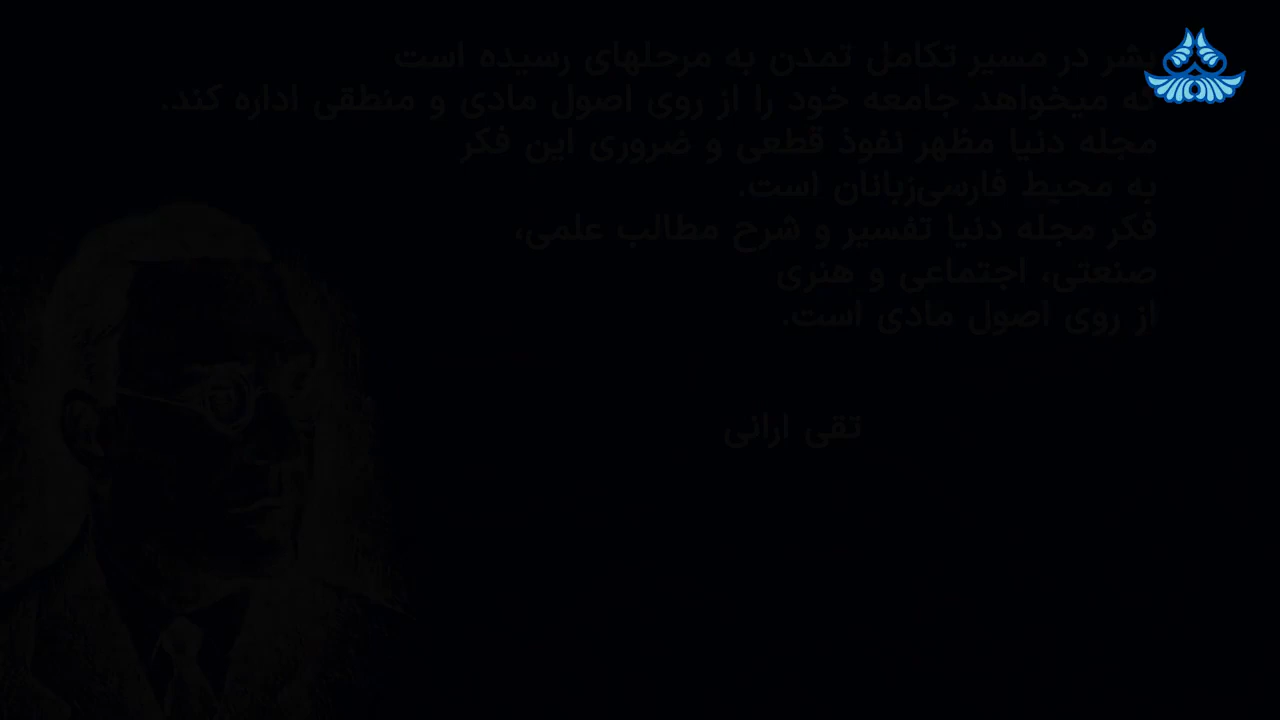 بشر در مسیر تکامل تمدن به مرحلهای رسیده است
که میخواهد جامعه خود را از روی اصول مادی و منطقی اداره کند.
مجله دنیا مظهر نفوذ قطعی و ضروری این فکر
به محیط فارسی‌زبانان است.
فکر مجله دنیا تفسیر و شرح مطالب علمی،
صنعتی، اجتماعی و هنری
از روی اصول مادی است.
تقی ارانی